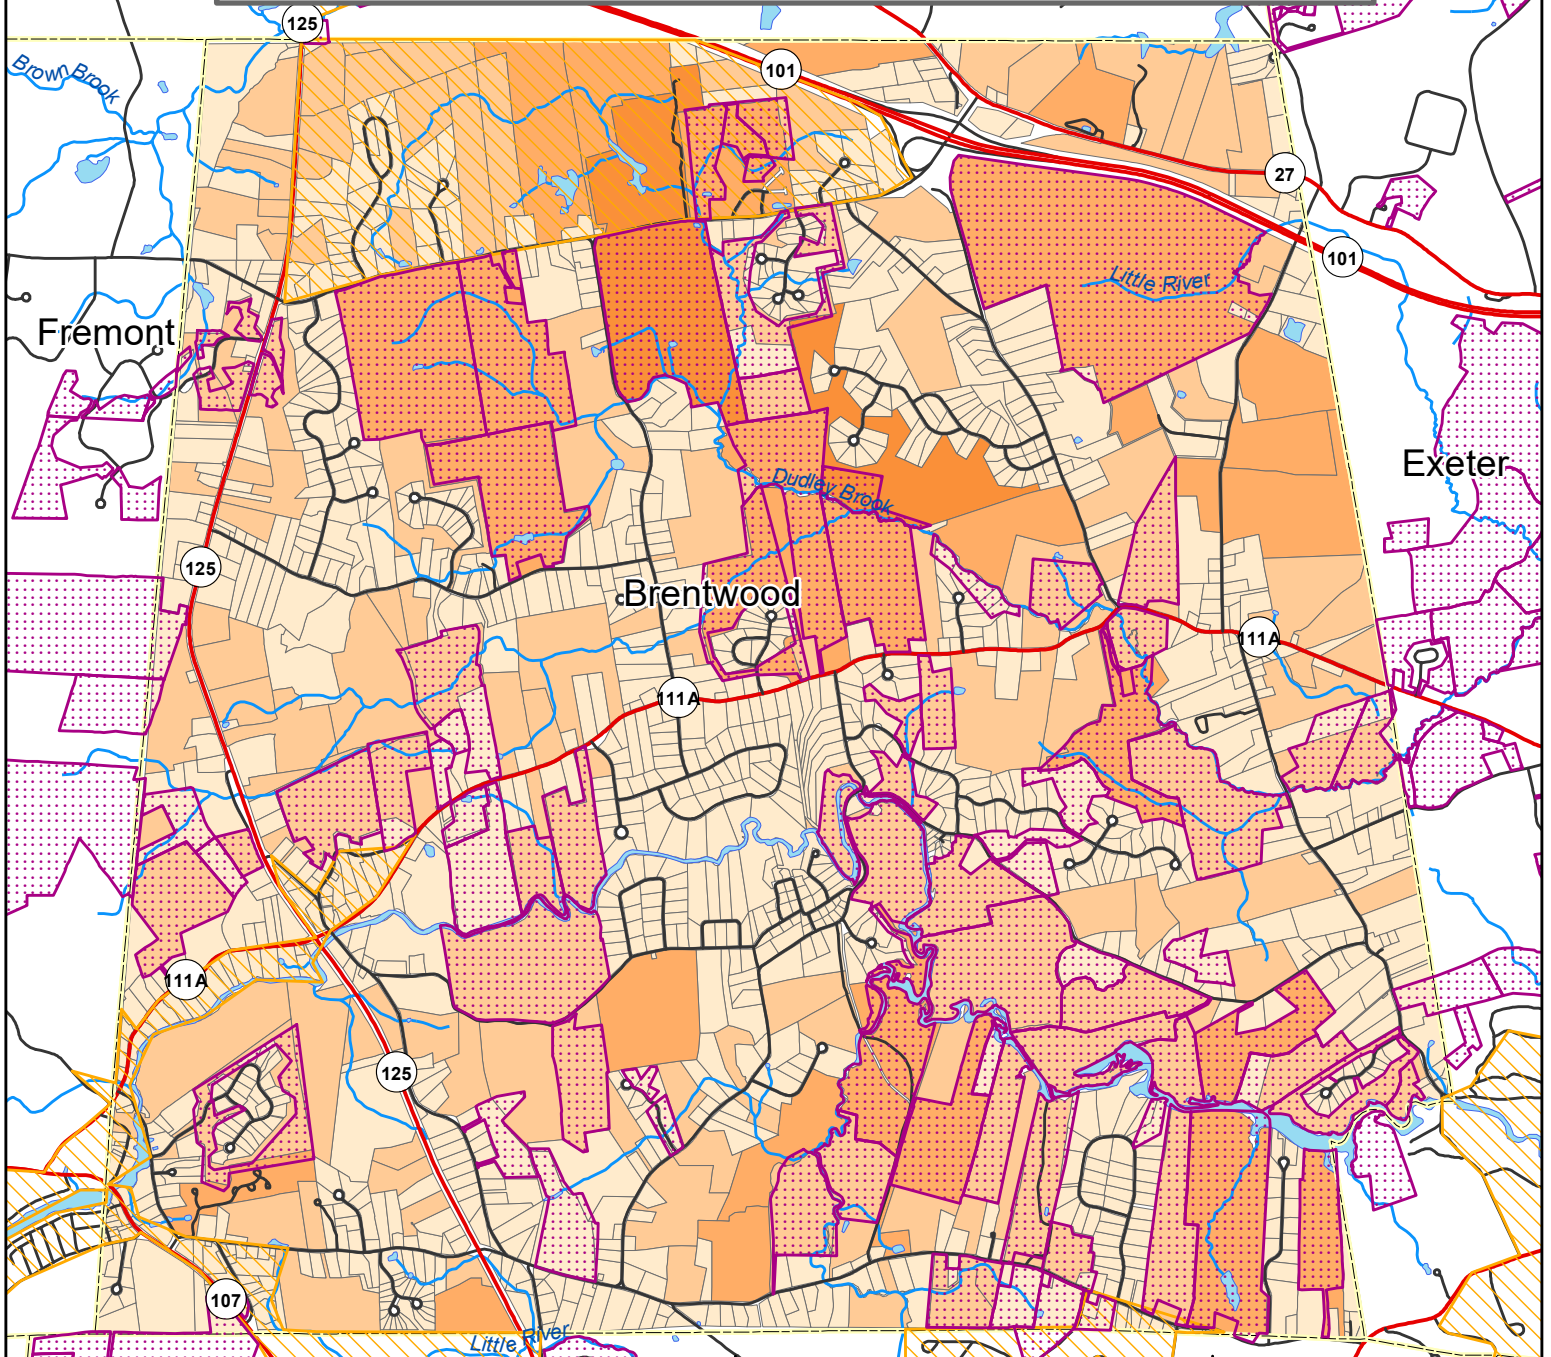 125
101
Brown Brook
27
101
Little River
Fremont
Exeter
Dudley Brook
125
Brentwood
111A
111A
111A
125
107
Little River